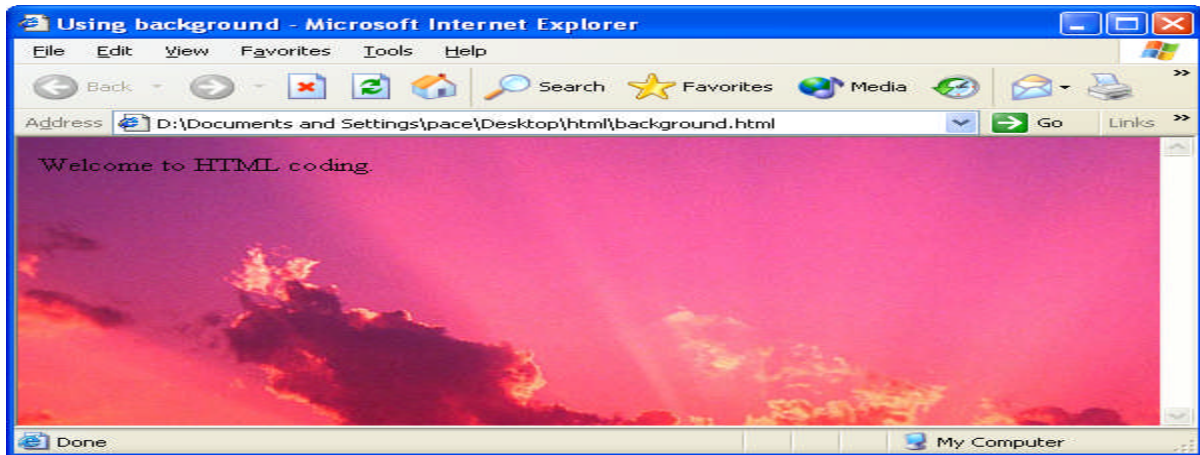 Using background - Microsoft Internet Explorer
File Edit View Favorites Tools Help
Back Search Favorites Media
Address D:\Documents and Settings\pace\Desktop\html\background.html Go Links
Welcome to HTML coding.
Done My Computer